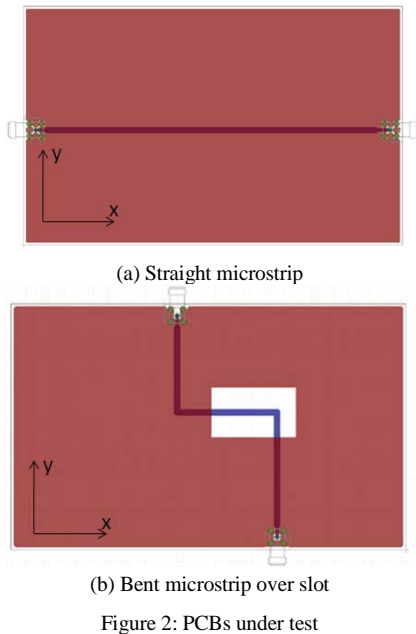 y
x
(a) Straight microstrip
y
x
(b) Bent microstrip over slot
Figure 2: PCBs under test